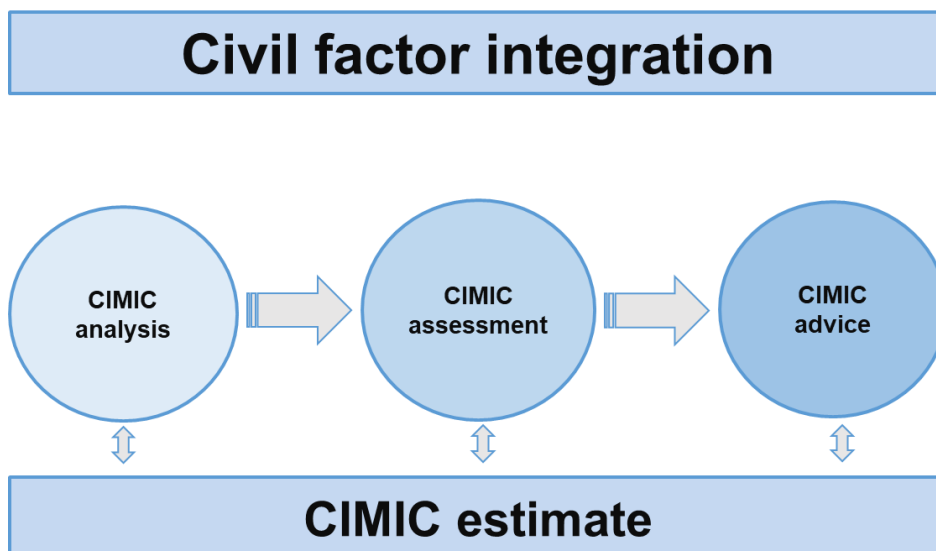 Civil factor integration
CIMIC
analysis
CIMIC
assessment
CIMIC
advice
CIMIC estimate